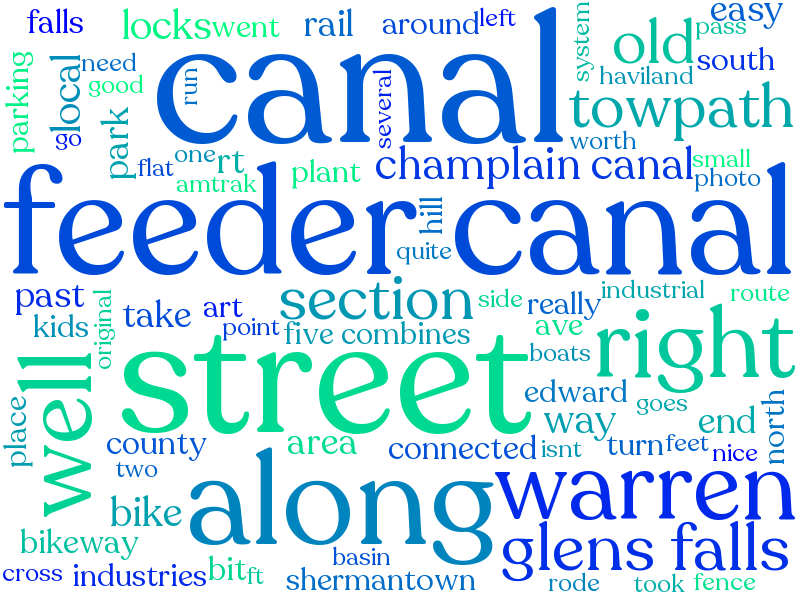 falls
locks
went
rail
around
left
easy
pass
system
old
south
haviland
towpath
worth
parking
local
need
good
go
park
run
canal
several
flat
one
rt
amtrak
plant
champlain canal
small
photo
feeder canal
hill
quite
past
kids
original
take
art
point
section
five combines
side
really
industrial
route
ave
boats
right
street
well
place
edward
goes
way
end
north
county
two
area
connected
isnt
turn
feet
nice
bike
along
warren
bikeway
glens falls
cross
industries
bit
ft
basin
shermantown
rode
took
fence